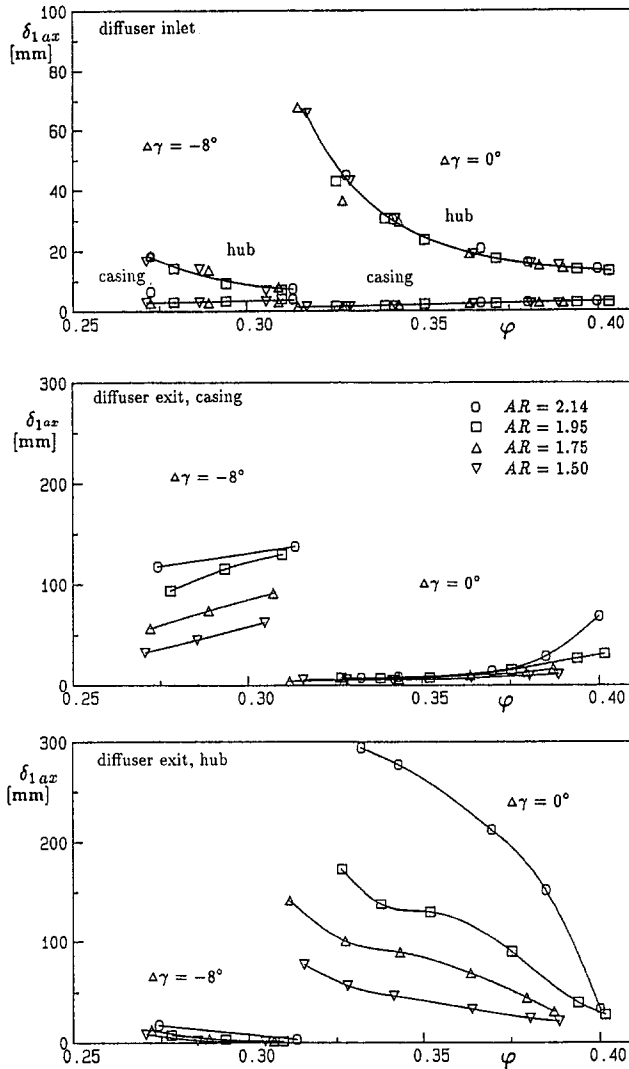 δ1ax [mm]
diffuser inlet
100
80
60
40
20
0
Δγ = −8°
Δγ = 0°
hub
hub
casing
casing
0.25 0.30 0.35 φ 0.40
δ1ax [mm]
diffuser exit, casing
300
200
100
0
AR = 2.14
AR = 1.95
AR = 1.75
AR = 1.50
Δγ = −8°
Δγ = 0°
0.25 0.30 0.35 φ 0.40
δ1ax [mm]
diffuser exit, hub
300
200
100
0
Δγ = 0°
Δγ = −8°
0.25 0.30 0.35 φ 0.40